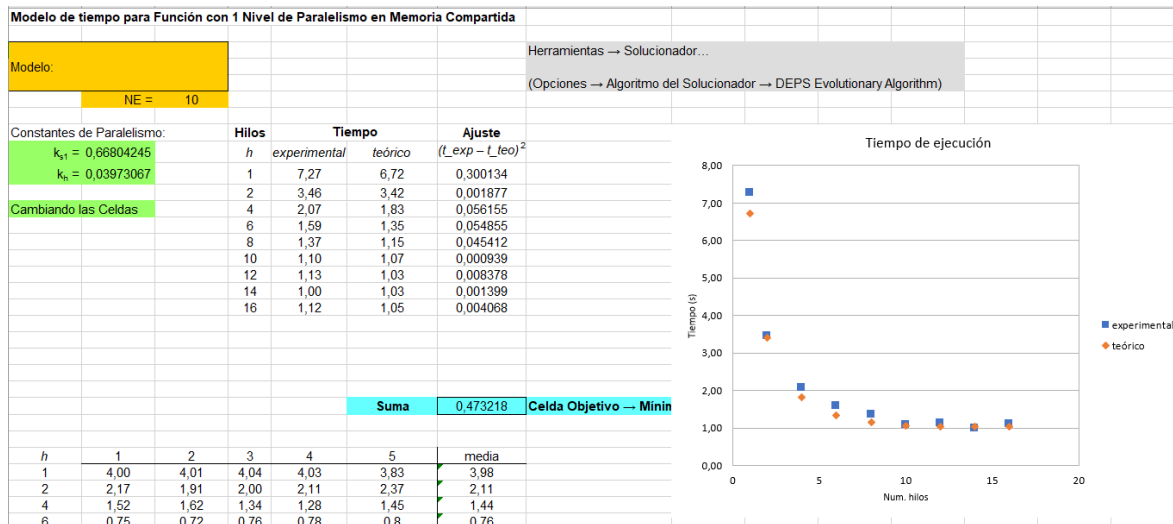 Modelo de tiempo para Función con 1 Nivel de Paralelismo en Memoria Compartida
Modelo:
NE = 10
Herramientas → Solucionador…
(Opciones → Algoritmo del Solucionador → DEPS Evolutionary Algorithm)
Constantes de Paralelismo:
ks1 = 0,66804245
kh = 0,03973067
Cambiando las Celdas
Hilos Tiempo Ajuste
h experimental teórico (t_exp – t_teo)²
1 7,27 6,72 0,300134
2 3,46 3,42 0,001877
4 2,07 1,83 0,056155
6 1,59 1,35 0,054855
8 1,37 1,15 0,045412
10 1,10 1,07 0,000939
12 1,13 1,03 0,008378
14 1,00 1,03 0,001399
16 1,12 1,05 0,004068
Suma 0,473218 Celda Objetivo → Mínim
h 1 2 3 4 5 media
1 4,00 4,01 4,04 4,03 3,83 3,98
2 2,17 1,91 2,00 2,11 2,37 2,11
4 1,52 1,62 1,34 1,28 1,45 1,44
6 0,75 0,72 0,76 0,78 0,8 0,76
Tiempo de ejecución
8,00
7,00
6,00
5,00
4,00
3,00
2,00
1,00
0,00
Tiempo (s)
0 5 10 15 20
Num. hilos
experimental
teórico